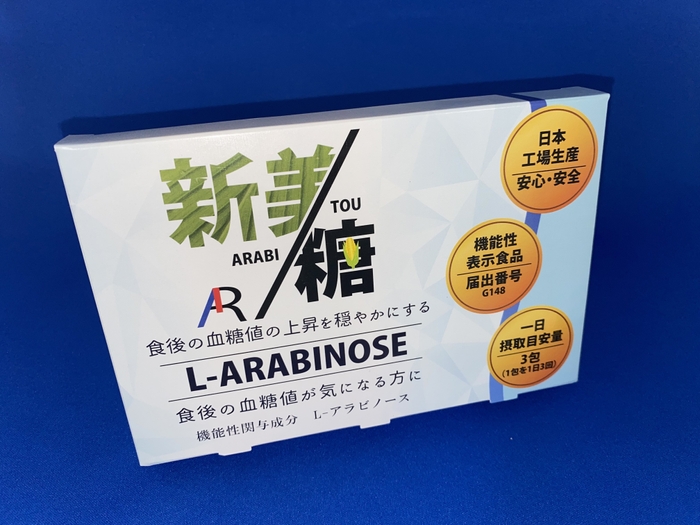 新美
ARABI
TOU
糖
AR
食後の血糖値の上昇を穏やかにする
L-ARABINOSE
食後の血糖値が気になる方に
機能性関与成分 L-アラビノース
日本
工場生産
安心・安全
機能性
表示食品
届出番号
G148
一日
摂取目安量
3包
(1包を1日3回)